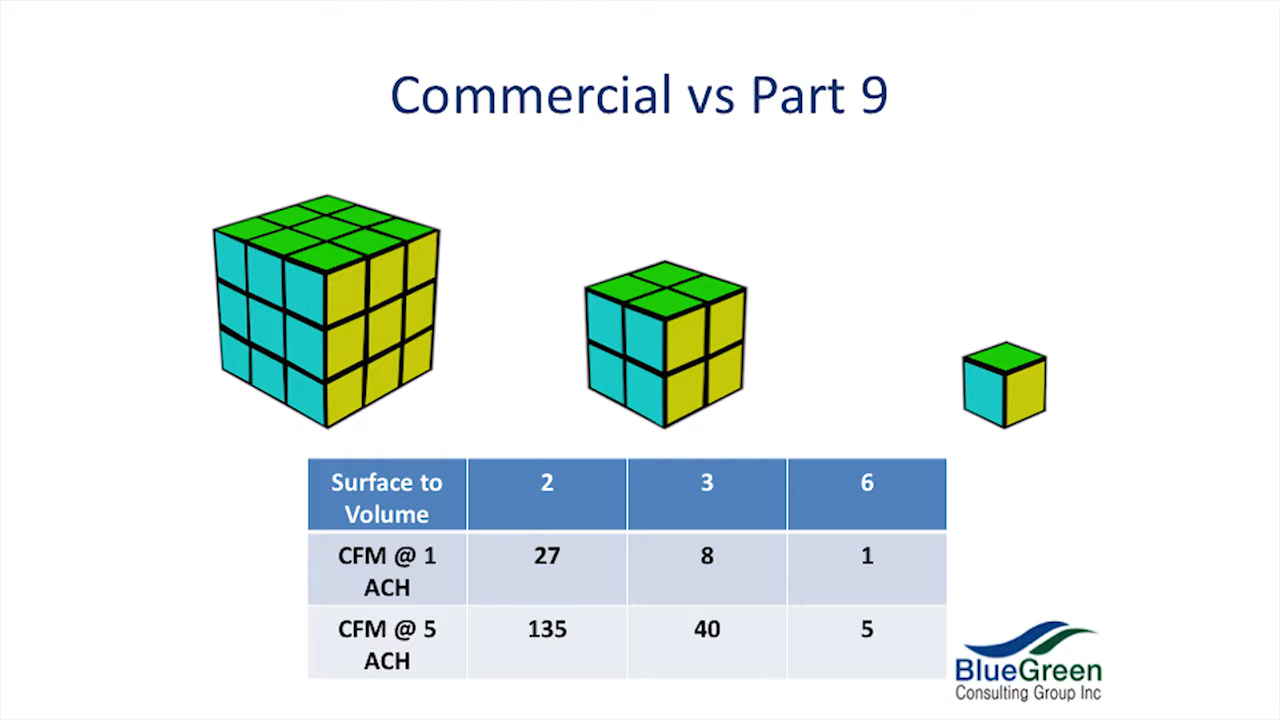 Commercial vs Part 9
Surface to
Volume
2
3
6
CFM @ 1
ACH
27
8
1
CFM @ 5
ACH
135
40
5
BlueGreen
Consulting Group Inc